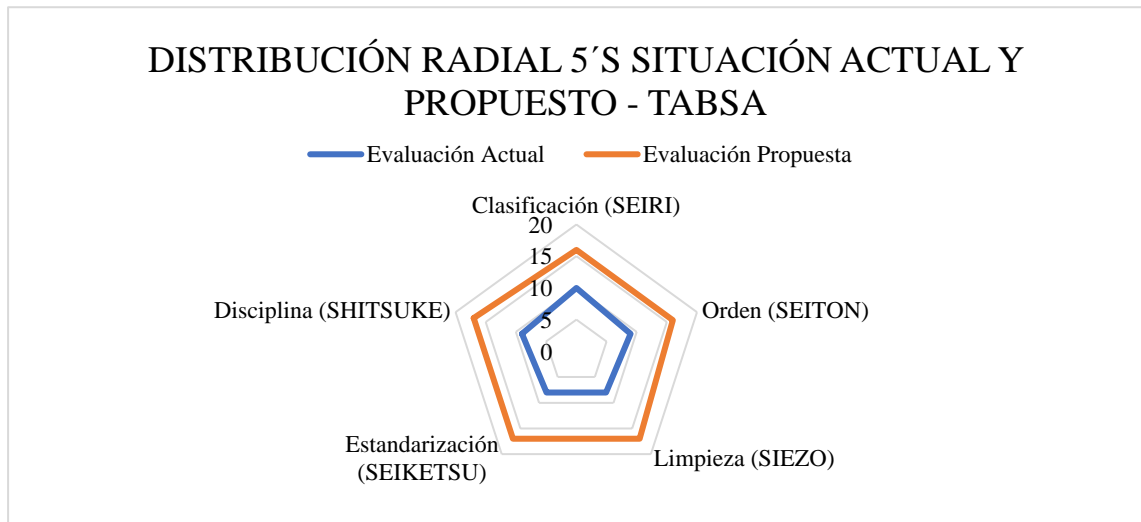 DISTRIBUCIÓN RADIAL 5´S SITUACIÓN ACTUAL Y
PROPUESTO - TABSA
Evaluación Actual
Evaluación Propuesta
Clasificación (SEIRI)
20
15
10
5
0
Disciplina (SHITSUKE)
Orden (SEITON)
Estandarización
(SEIKETSU)
Limpieza (SIEZO)